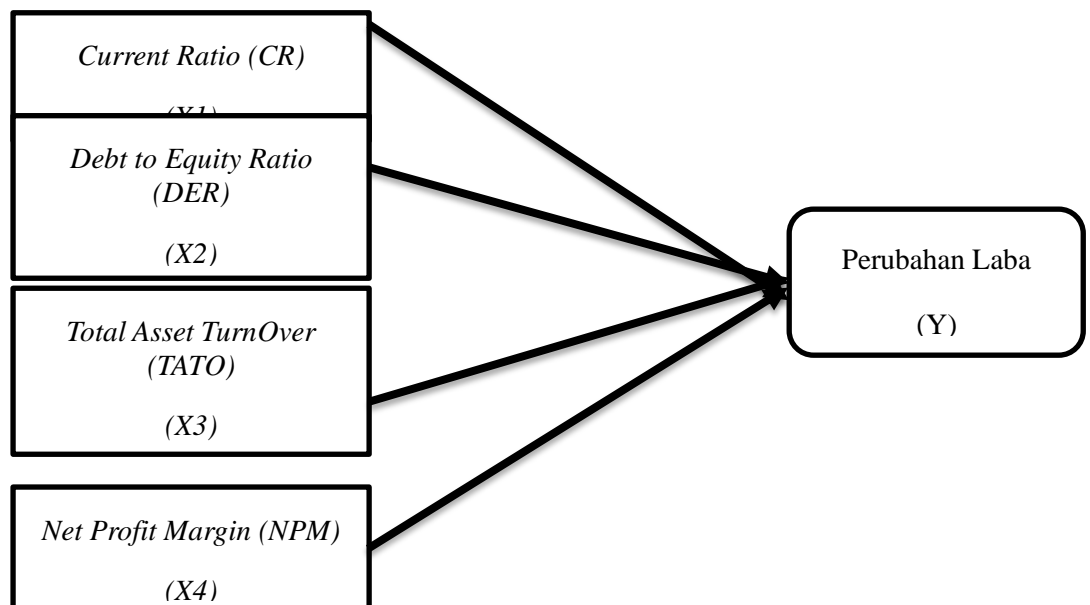 Current Ratio (CR)
(X1)
Debt to Equity Ratio
(DER)
(X2)
Total Asset TurnOver
(TATO)
(X3)
Net Profit Margin (NPM)
(X4)
Perubahan Laba
(Y)